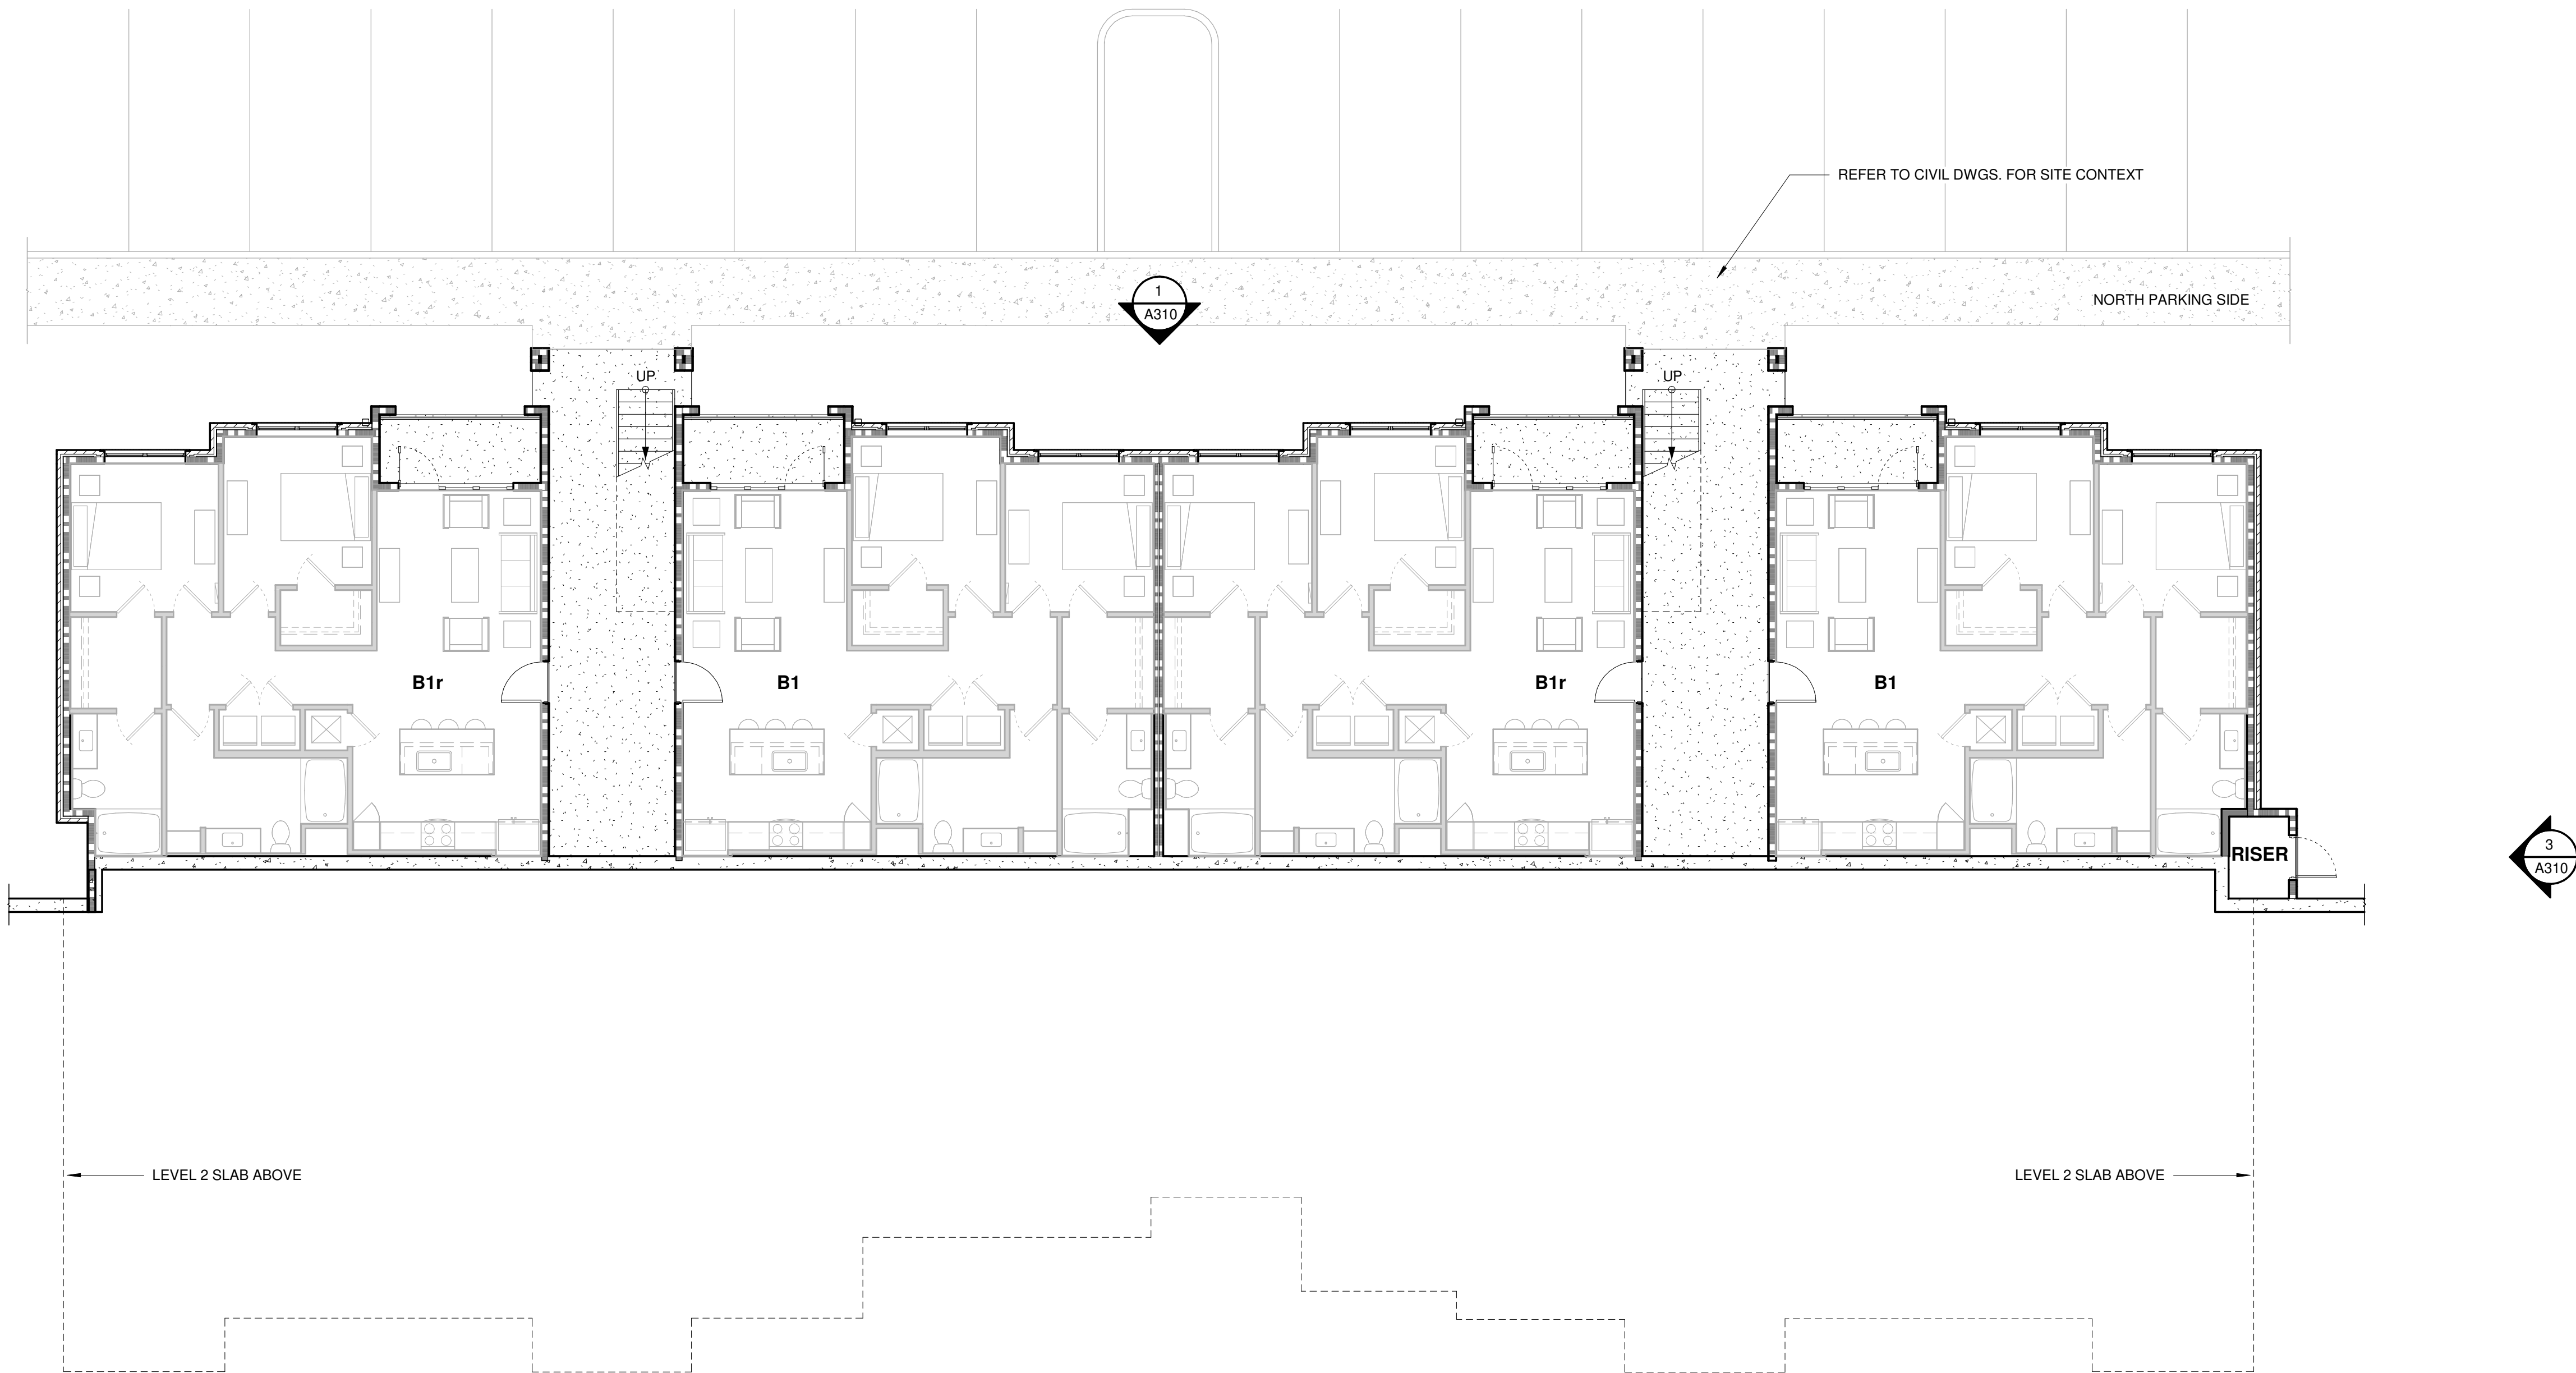 REFER TO CIVIL DWGS. FOR SITE CONTEXT
1
A310
NORTH PARKING SIDE
UP
UP
B1r
B1
B1r
B1
RISER
3
A310
LEVEL 2 SLAB ABOVE
LEVEL 2 SLAB ABOVE